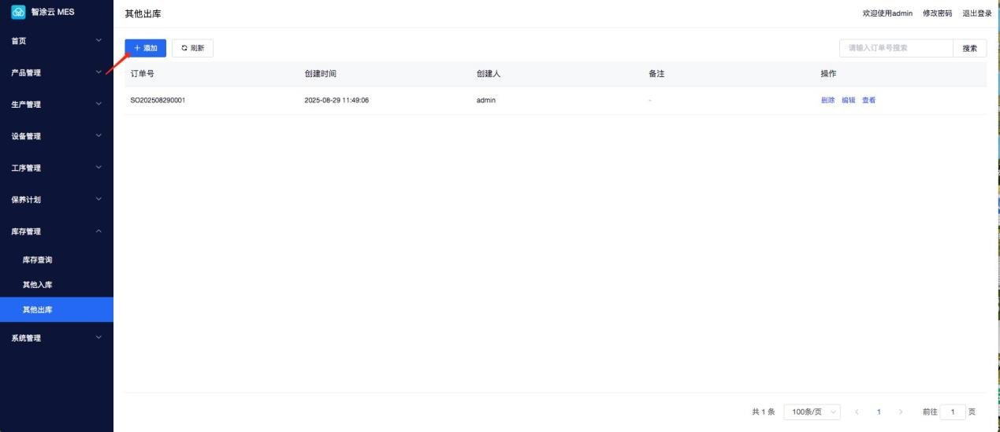 智涂云 MES
首页
产品管理
生产管理
设备管理
工序管理
保养计划
库存管理
库存查询
其他入库
其他出库
系统管理
其他出库 欢迎使用admin 修改密码 退出登录
添加 刷新 请输入订单号搜索 搜索
订单号 创建时间 创建人 备注 操作
SO202508290001 2025-08-29 11:49:06 admin - 删除 编辑 查看
共 1 条 100条/页 1 前往 1 页